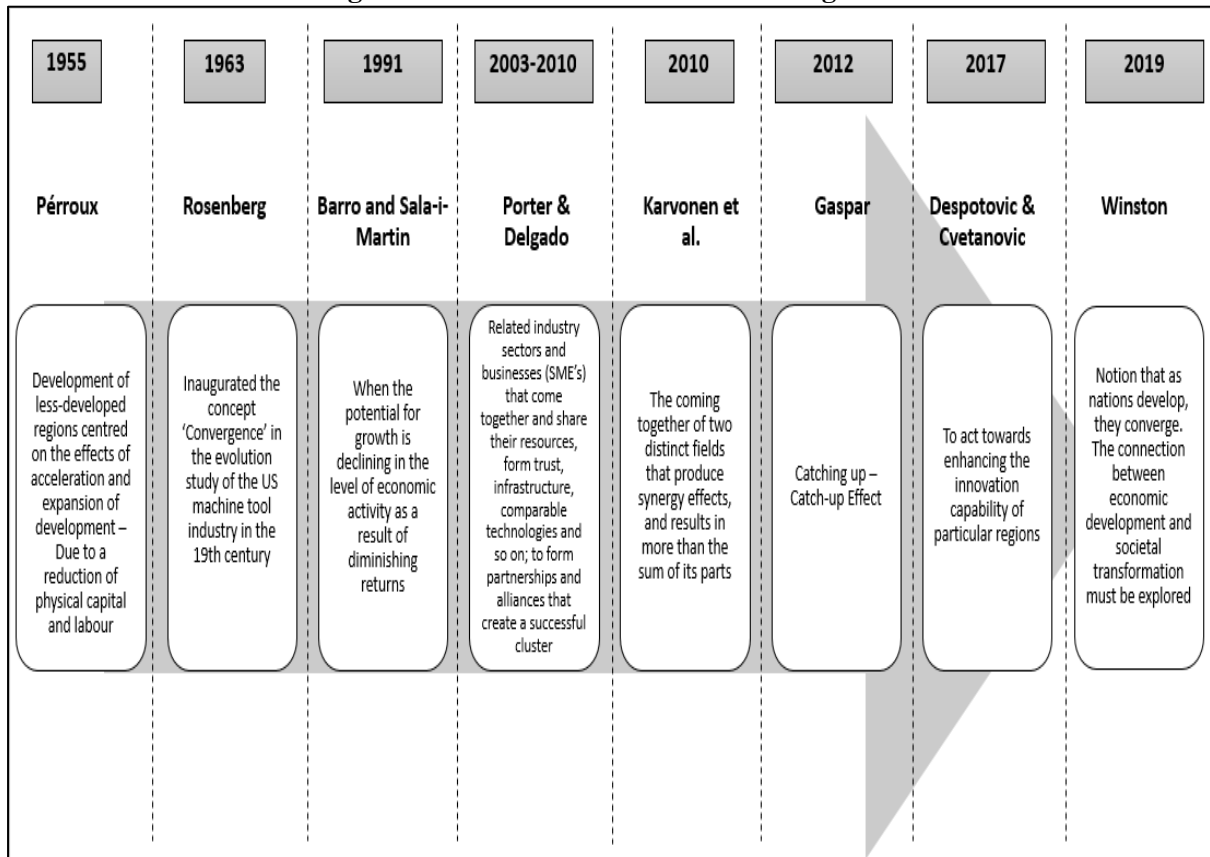 1955
1963
1991
2003-2010
2010
2012
2017
2019
Pérroux
Rosenberg
Barro and Sala-i-
Martin
Porter &
Delgado
Karvonen et
al.
Gaspar
Despotovic &
Cvetanovic
Winston
Development of
less-developed
regions centred
on the effects of
acceleration and
expansion of
development –
Due to a
reduction of
physical capital
and labour
Inaugurated the
concept
‘Convergence’ in
the evolution
study of the US
machine tool
industry in the
19th century
When the
potential for
growth is
declining in the
level of economic
activity as a
result of
diminishing
returns
Related industry
sectors and
businesses (SME's)
that come
together and share
their resources,
form trust,
infrastructure,
comparable
technologies and
so on; to form
partnerships and
alliances that
create a successful
cluster
The coming
together of two
distinct fields
that produce
synergy effects,
and results in
more than the
sum of its parts
Catching up –
Catch-up Effect
To act towards
enhancing the
innovation
capability of
particular regions
Notion that as
nations develop,
they converge.
The connection
between
economic
development and
societal
transformation
must be explored